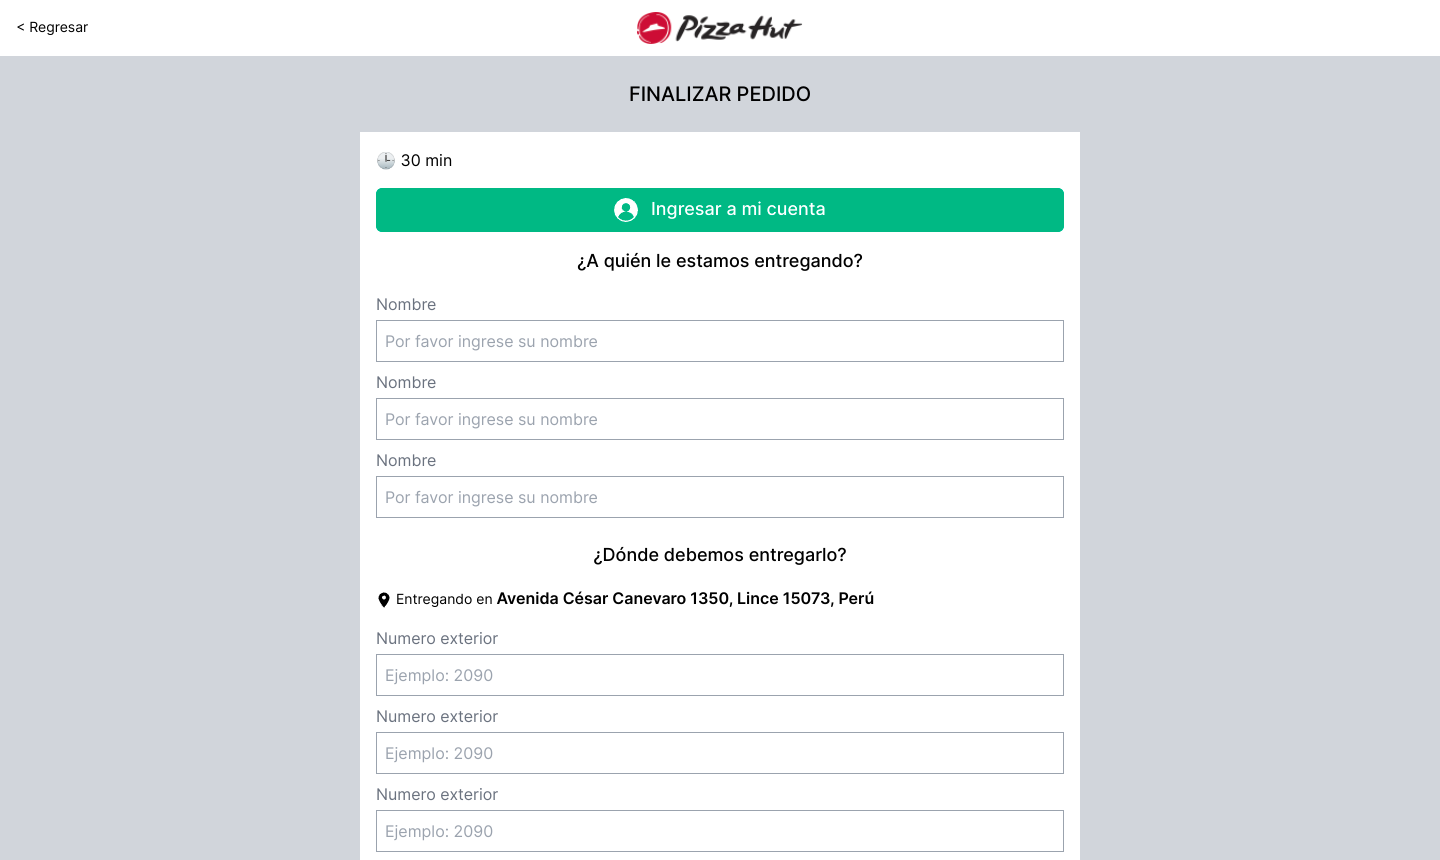 < Regresar
Pizza Hut
FINALIZAR PEDIDO
30 min
Ingresar a mi cuenta
¿A quién le estamos entregando?
Nombre
Por favor ingrese su nombre
Nombre
Por favor ingrese su nombre
Nombre
Por favor ingrese su nombre
¿Dónde debemos entregarlo?
Entregando en Avenida César Canevaro 1350, Lince 15073, Perú
Numero exterior
Ejemplo: 2090
Numero exterior
Ejemplo: 2090
Numero exterior
Ejemplo: 2090